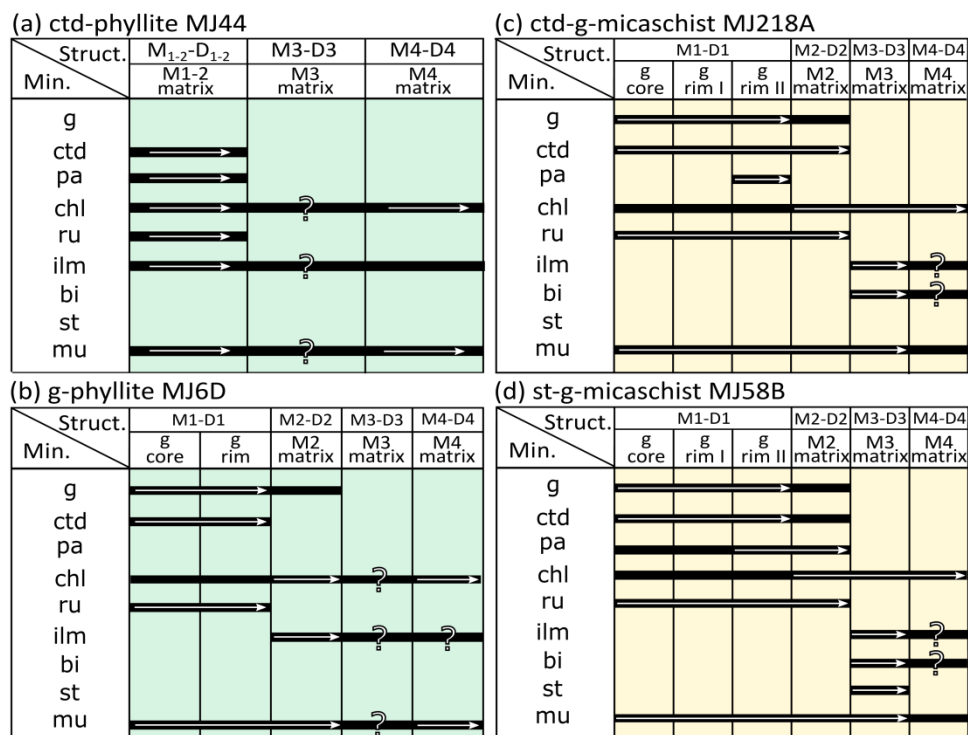 (a) ctd-phyllite MJ44
Struct. M1-2-D1-2 M3-D3 M4-D4
Min. M1-2 matrix M3 matrix M4 matrix
g
ctd
pa
chl ?
ru
ilm ?
bi
st
mu ?
(b) g-phyllite MJ6D
Struct. M1-D1 M2-D2 M3-D3 M4-D4
Min. g core g rim M2 matrix M3 matrix M4 matrix
g
ctd
pa
chl ?
ru
ilm ? ?
bi
st
mu ?
(c) ctd-g-micaschist MJ218A
Struct. M1-D1 M2-D2 M3-D3 M4-D4
Min. g core g rim I g rim II M2 matrix M3 matrix M4 matrix
g
ctd
pa
chl
ru
ilm ?
bi ?
st
mu
(d) st-g-micaschist MJ58B
Struct. M1-D1 M2-D2 M3-D3 M4-D4
Min. g core g rim I g rim II M2 matrix M3 matrix M4 matrix
g
ctd
pa
chl
ru
ilm ?
bi ?
st
mu